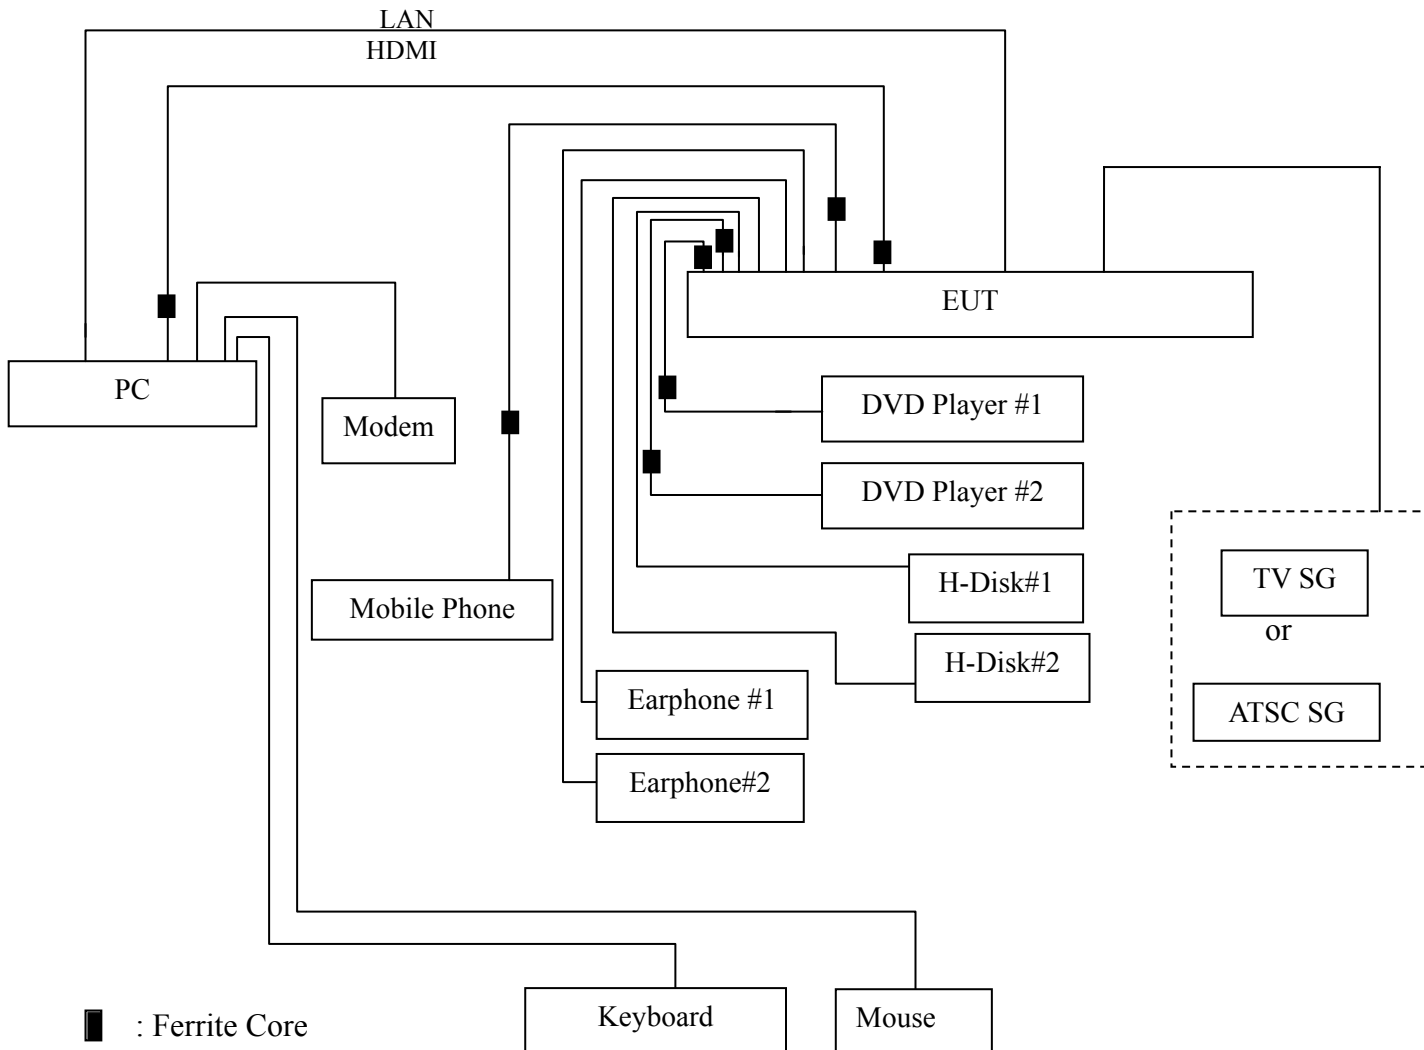 LAN
HDMI
EUT
PC
Modem
DVD Player #1
DVD Player #2
H-Disk#1
TV SG
or
ATSC SG
Mobile Phone
H-Disk#2
Earphone #1
Earphone#2
Keyboard
Mouse
: Ferrite Core